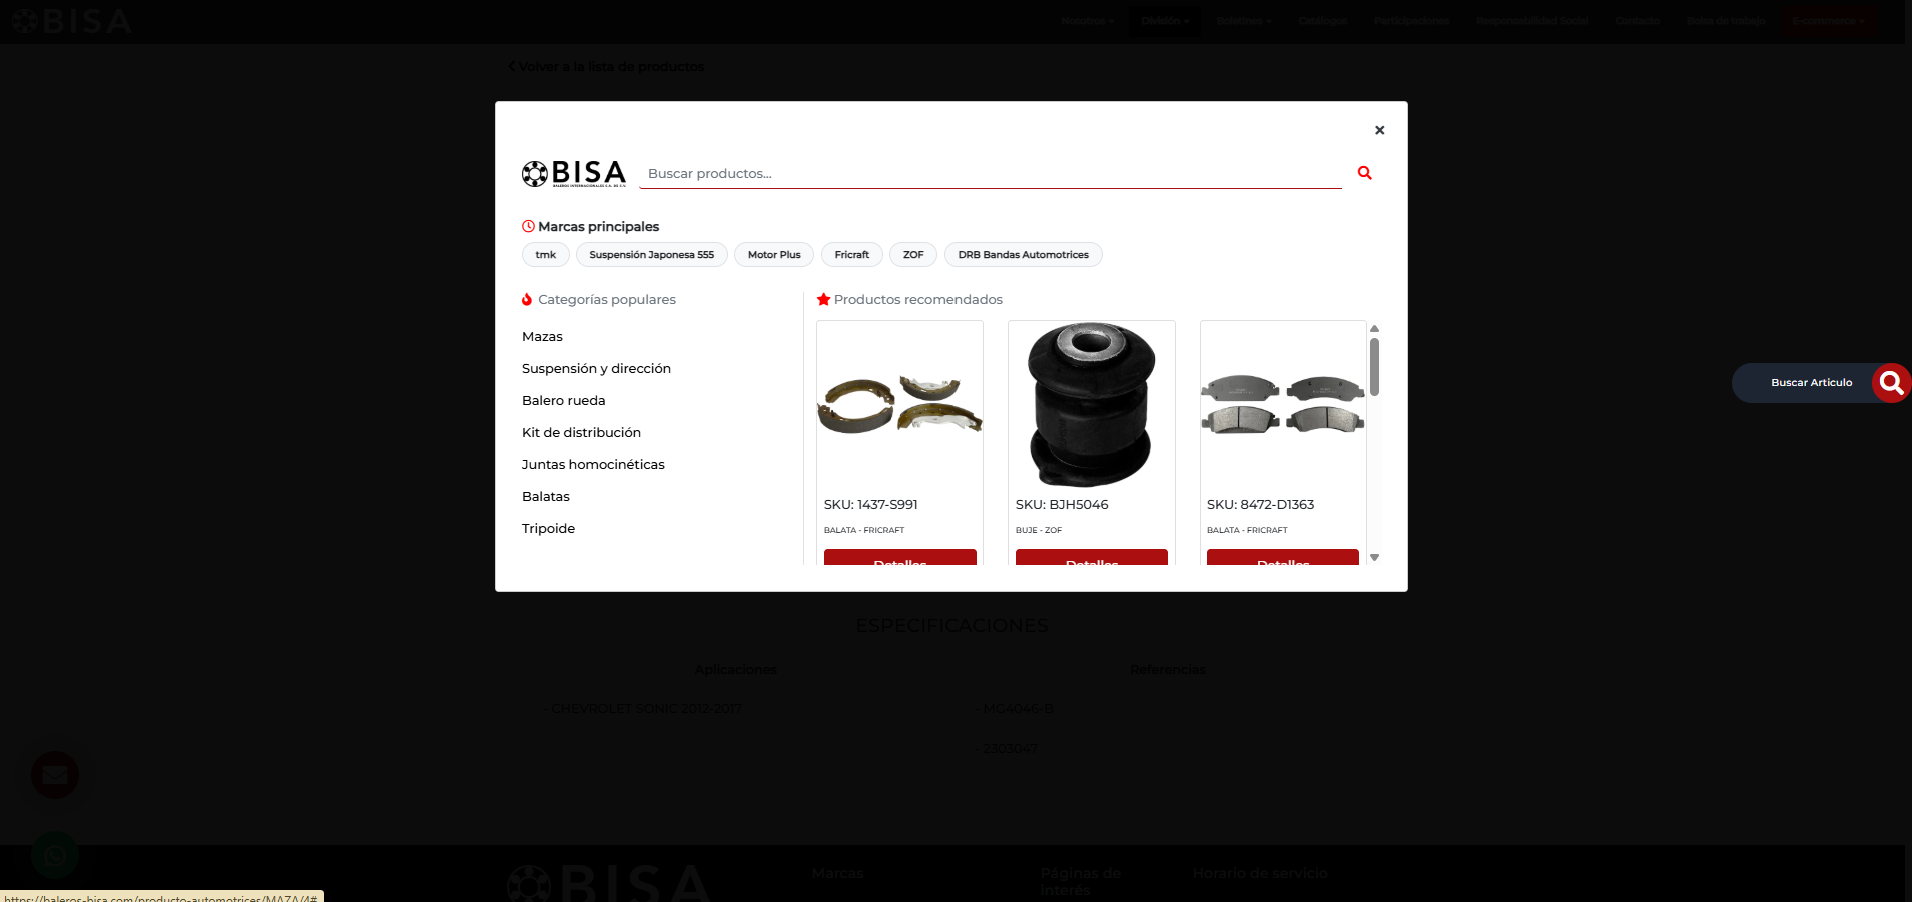 BISA
Nosotros
División
Boletines
Catálogos
Participaciones
Responsabilidad Social
Contacto
Bolsa de trabajo
E-commerce
Volver a la lista de productos
×
BISA
BALEROS INTERNACIONALES S.A. DE C.V.
Buscar productos...
Marcas principales
tmk
Suspensión Japonesa 555
Motor Plus
Fricraft
ZOF
DRB Bandas Automotrices
Categorías populares
Mazas
Suspensión y dirección
Balero rueda
Kit de distribución
Juntas homocinéticas
Balatas
Tripoide
Productos recomendados
SKU: 1437-S991
BALATA - FRICRAFT
Detalles
SKU: BJH5046
BUJE - ZOF
Detalles
SKU: 8472-D1363
BALATA - FRICRAFT
Detalles
Buscar Articulo
ESPECIFICACIONES
Aplicaciones
- CHEVROLET SONIC 2012-2017
Referencias
- MG4046-B
- 2303047
BISA
Marcas
Páginas de
interés
Horario de servicio
https://baleros-bisa.com/producto-automotrices/MAZA/4#